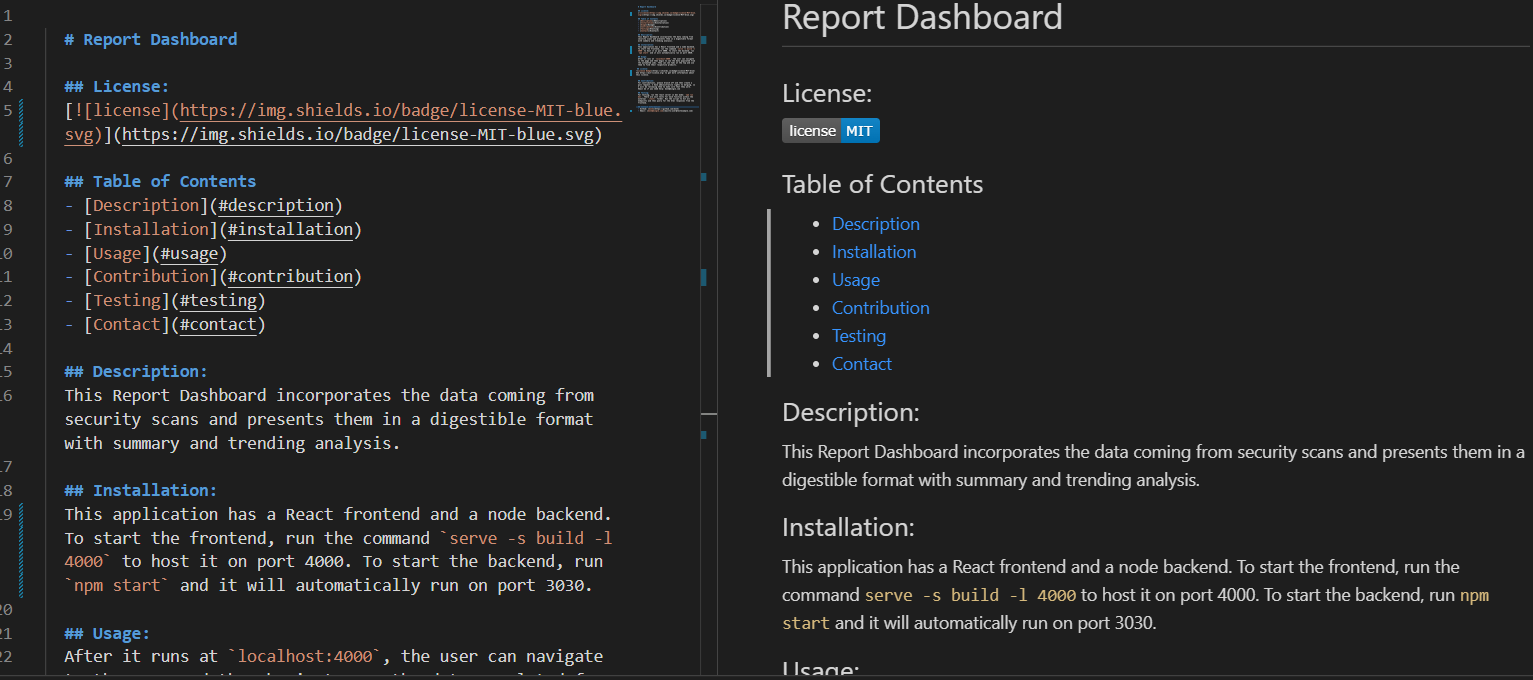 1
2 # Report Dashboard
3
4 ## License:
5 [![license](https://img.shields.io/badge/license-MIT-blue.
svg)](https://img.shields.io/badge/license-MIT-blue.svg)
6
7 ## Table of Contents
8 - [Description](#description)
9 - [Installation](#installation)
10 - [Usage](#usage)
11 - [Contribution](#contribution)
12 - [Testing](#testing)
13 - [Contact](#contact)
14
15 ## Description:
16 This Report Dashboard incorporates the data coming from
security scans and presents them in a digestible format
with summary and trending analysis.
17
18 ## Installation:
19 This application has a React frontend and a node backend.
To start the frontend, run the command `serve -s build -l
4000` to host it on port 4000. To start the backend, run
`npm start` and it will automatically run on port 3030.
20
21 ## Usage:
22 After it runs at `localhost:4000`, the user can navigate
Report Dashboard
License:
license MIT
Table of Contents
• Description
• Installation
• Usage
• Contribution
• Testing
• Contact
Description:
This Report Dashboard incorporates the data coming from security scans and presents them in a
digestible format with summary and trending analysis.
Installation:
This application has a React frontend and a node backend. To start the frontend, run the
command serve -s build -l 4000 to host it on port 4000. To start the backend, run npm
start and it will automatically run on port 3030.
Usage: